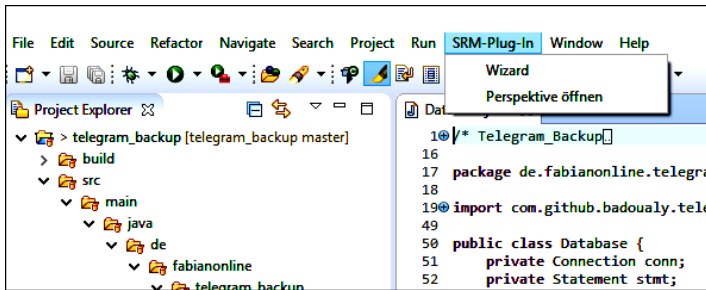 File Edit Source Refactor Navigate Search Project Run SRM-Plug-In Window Help
Wizard
Perspektive öffnen
Project Explorer
> telegram_backup [telegram_backup master]
build
src
main
java
de
fabianonline
telegram_backup
1 /* Telegram_Backup
16
17 package de.fabianonline.telegra
18
19 import com.github.badoualy.tele
49
50 public class Database {
51 private Connection conn;
52 private Statement stmt;